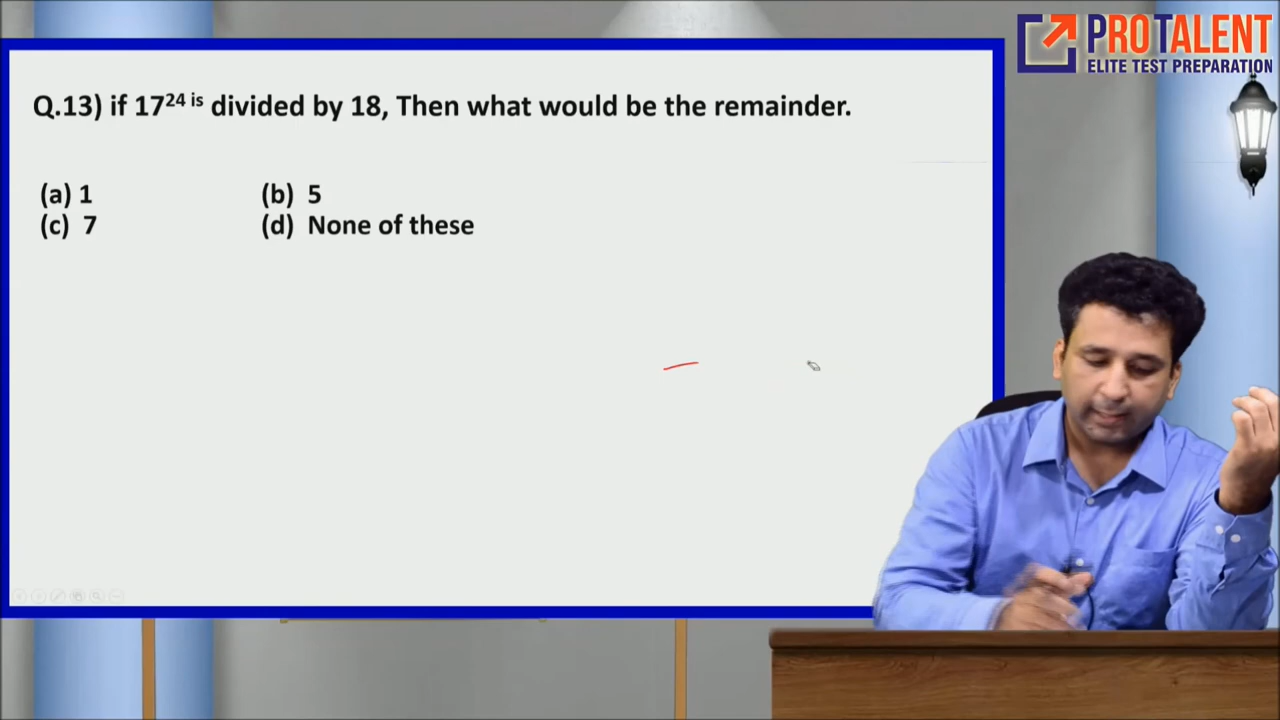 PROTALENT
ELITE TEST PREPARATION
Q.13) if 17²⁴ ⁱˢ divided by 18, Then what would be the remainder.
(a) 1 (b) 5
(c) 7 (d) None of these